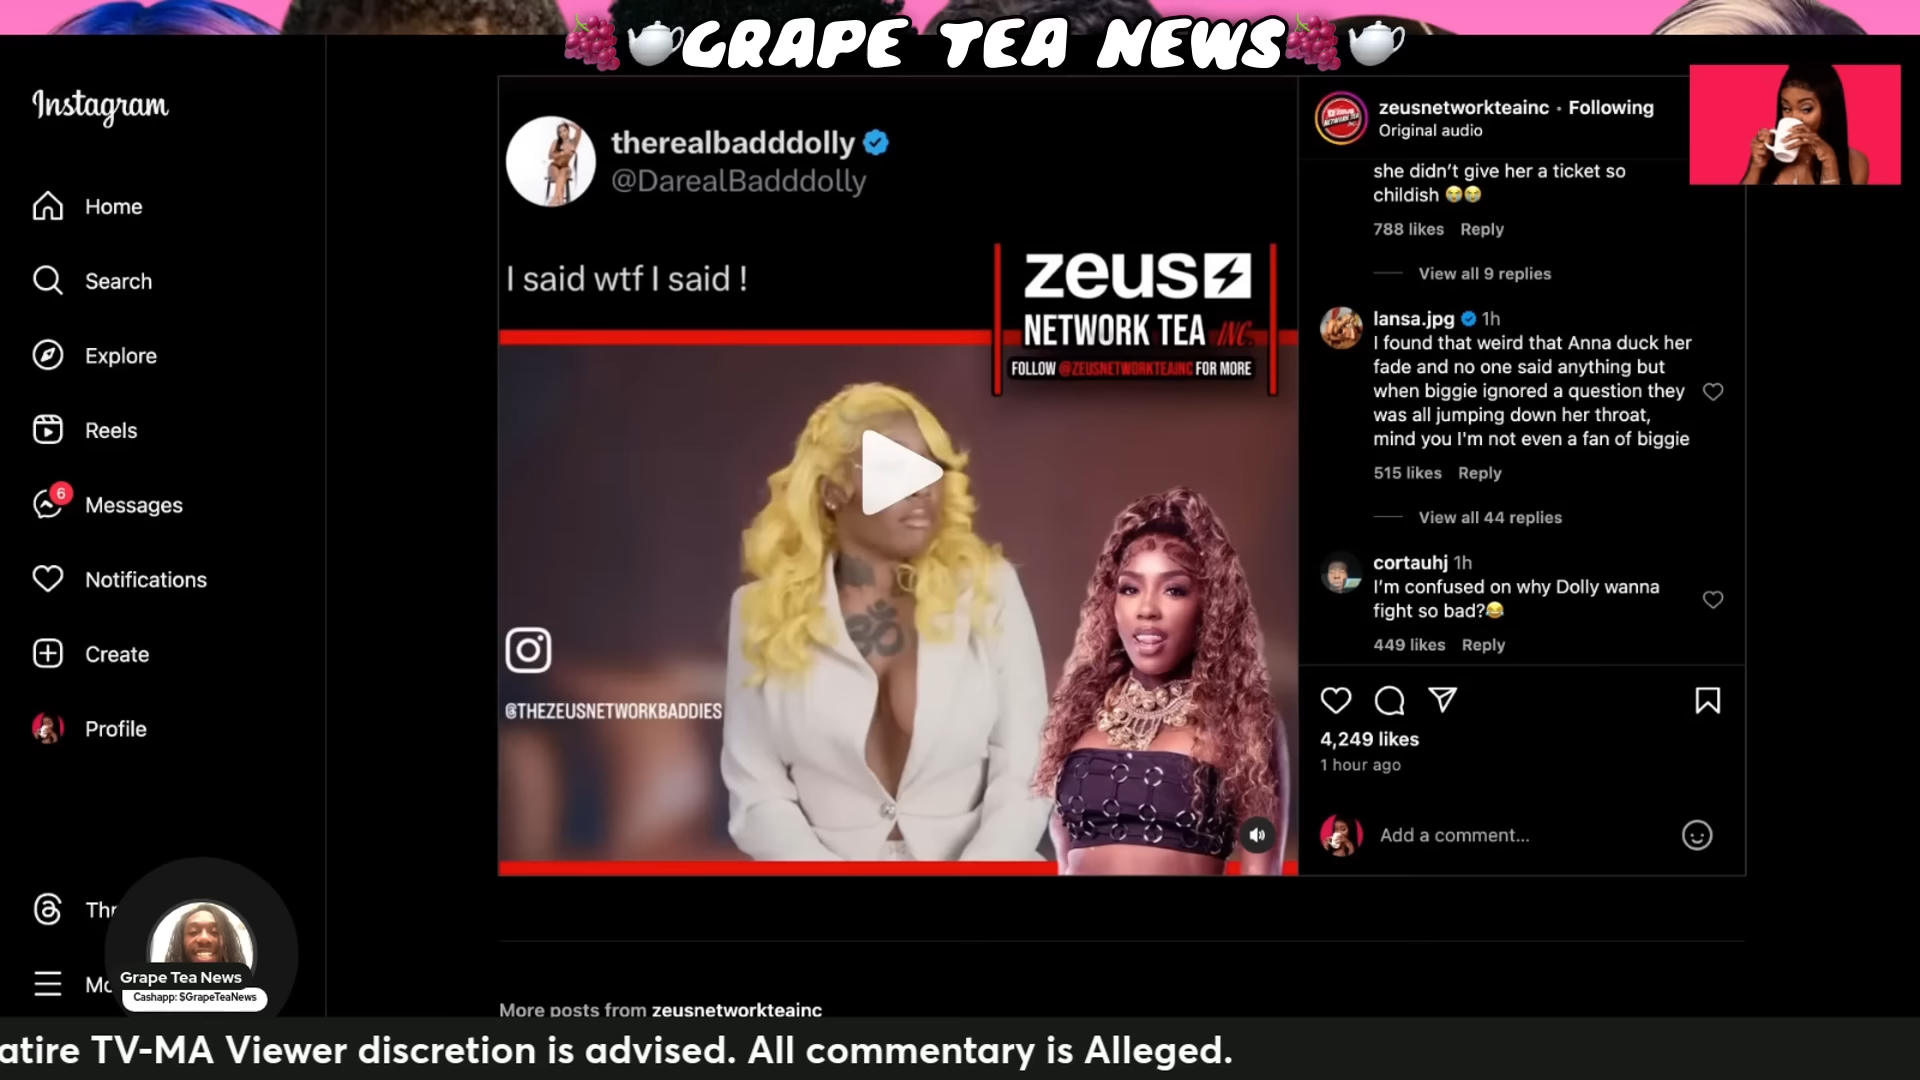 GRAPE TEA NEWS
Instagram
Home
Search
Explore
Reels
6
Messages
Notifications
Create
Profile
Grape Tea News
Cashapp: $GrapeTeaNews
therealbadddolly
@DarealBadddolly
I said wtf I said !
zeus
NETWORK TEA INC.
FOLLOW @ZEUSNETWORKTEAINC FOR MORE
@THEZEUSNETWORKBADDIES
zeusnetworkteainc • Following
Original audio
she didn't give her a ticket so
childish 😭😭
788 likes Reply
View all 9 replies
lansa.jpg 1h
I found that weird that Anna duck her
fade and no one said anything but
when biggie ignored a question they
was all jumping down her throat,
mind you I'm not even a fan of biggie
515 likes Reply
View all 44 replies
cortauhj 1h
I'm confused on why Dolly wanna
fight so bad?😂
449 likes Reply
4,249 likes
1 hour ago
Add a comment...
More posts from zeusnetworkteainc
atire TV-MA Viewer discretion is advised. All commentary is Alleged.